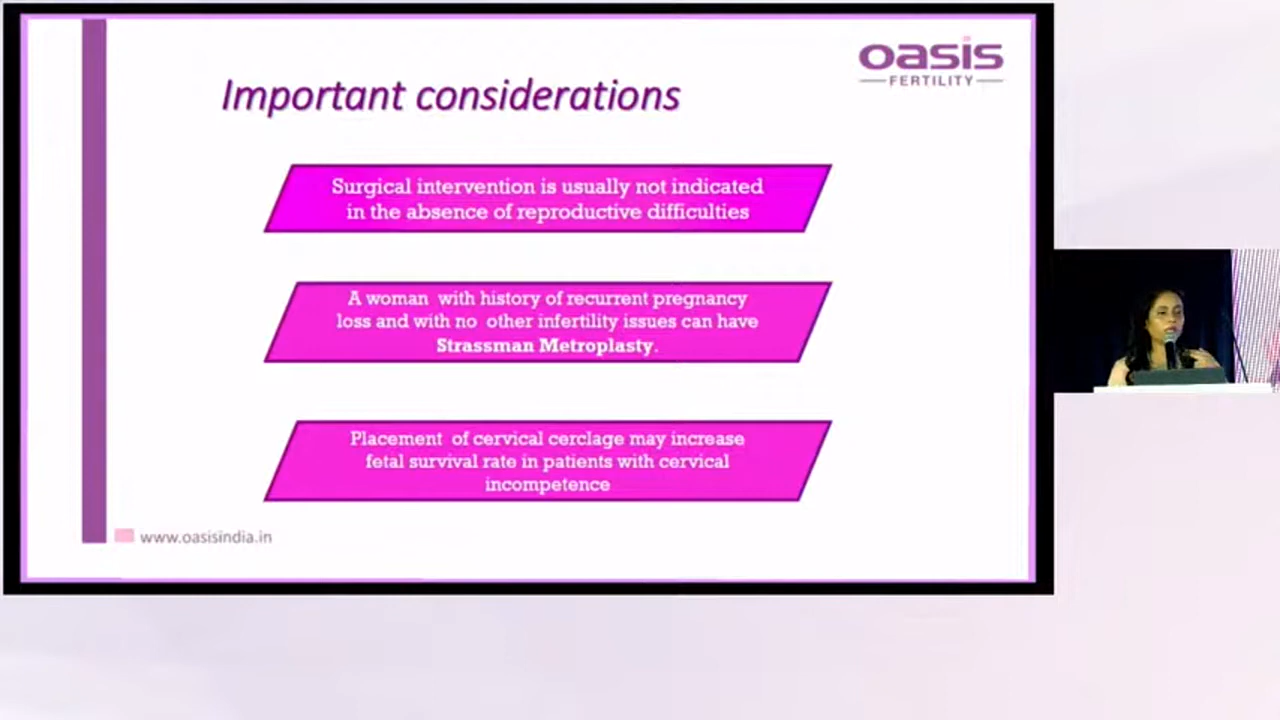 oasis
FERTILITY
Important considerations
Surgical intervention is usually not indicated
in the absence of reproductive difficulties
A woman with history of recurrent pregnancy
loss and with no other infertility issues can have
Strassman Metroplasty.
Placement of cervical cerclage may increase
fetal survival rate in patients with cervical
incompetence
www.oasisindia.in